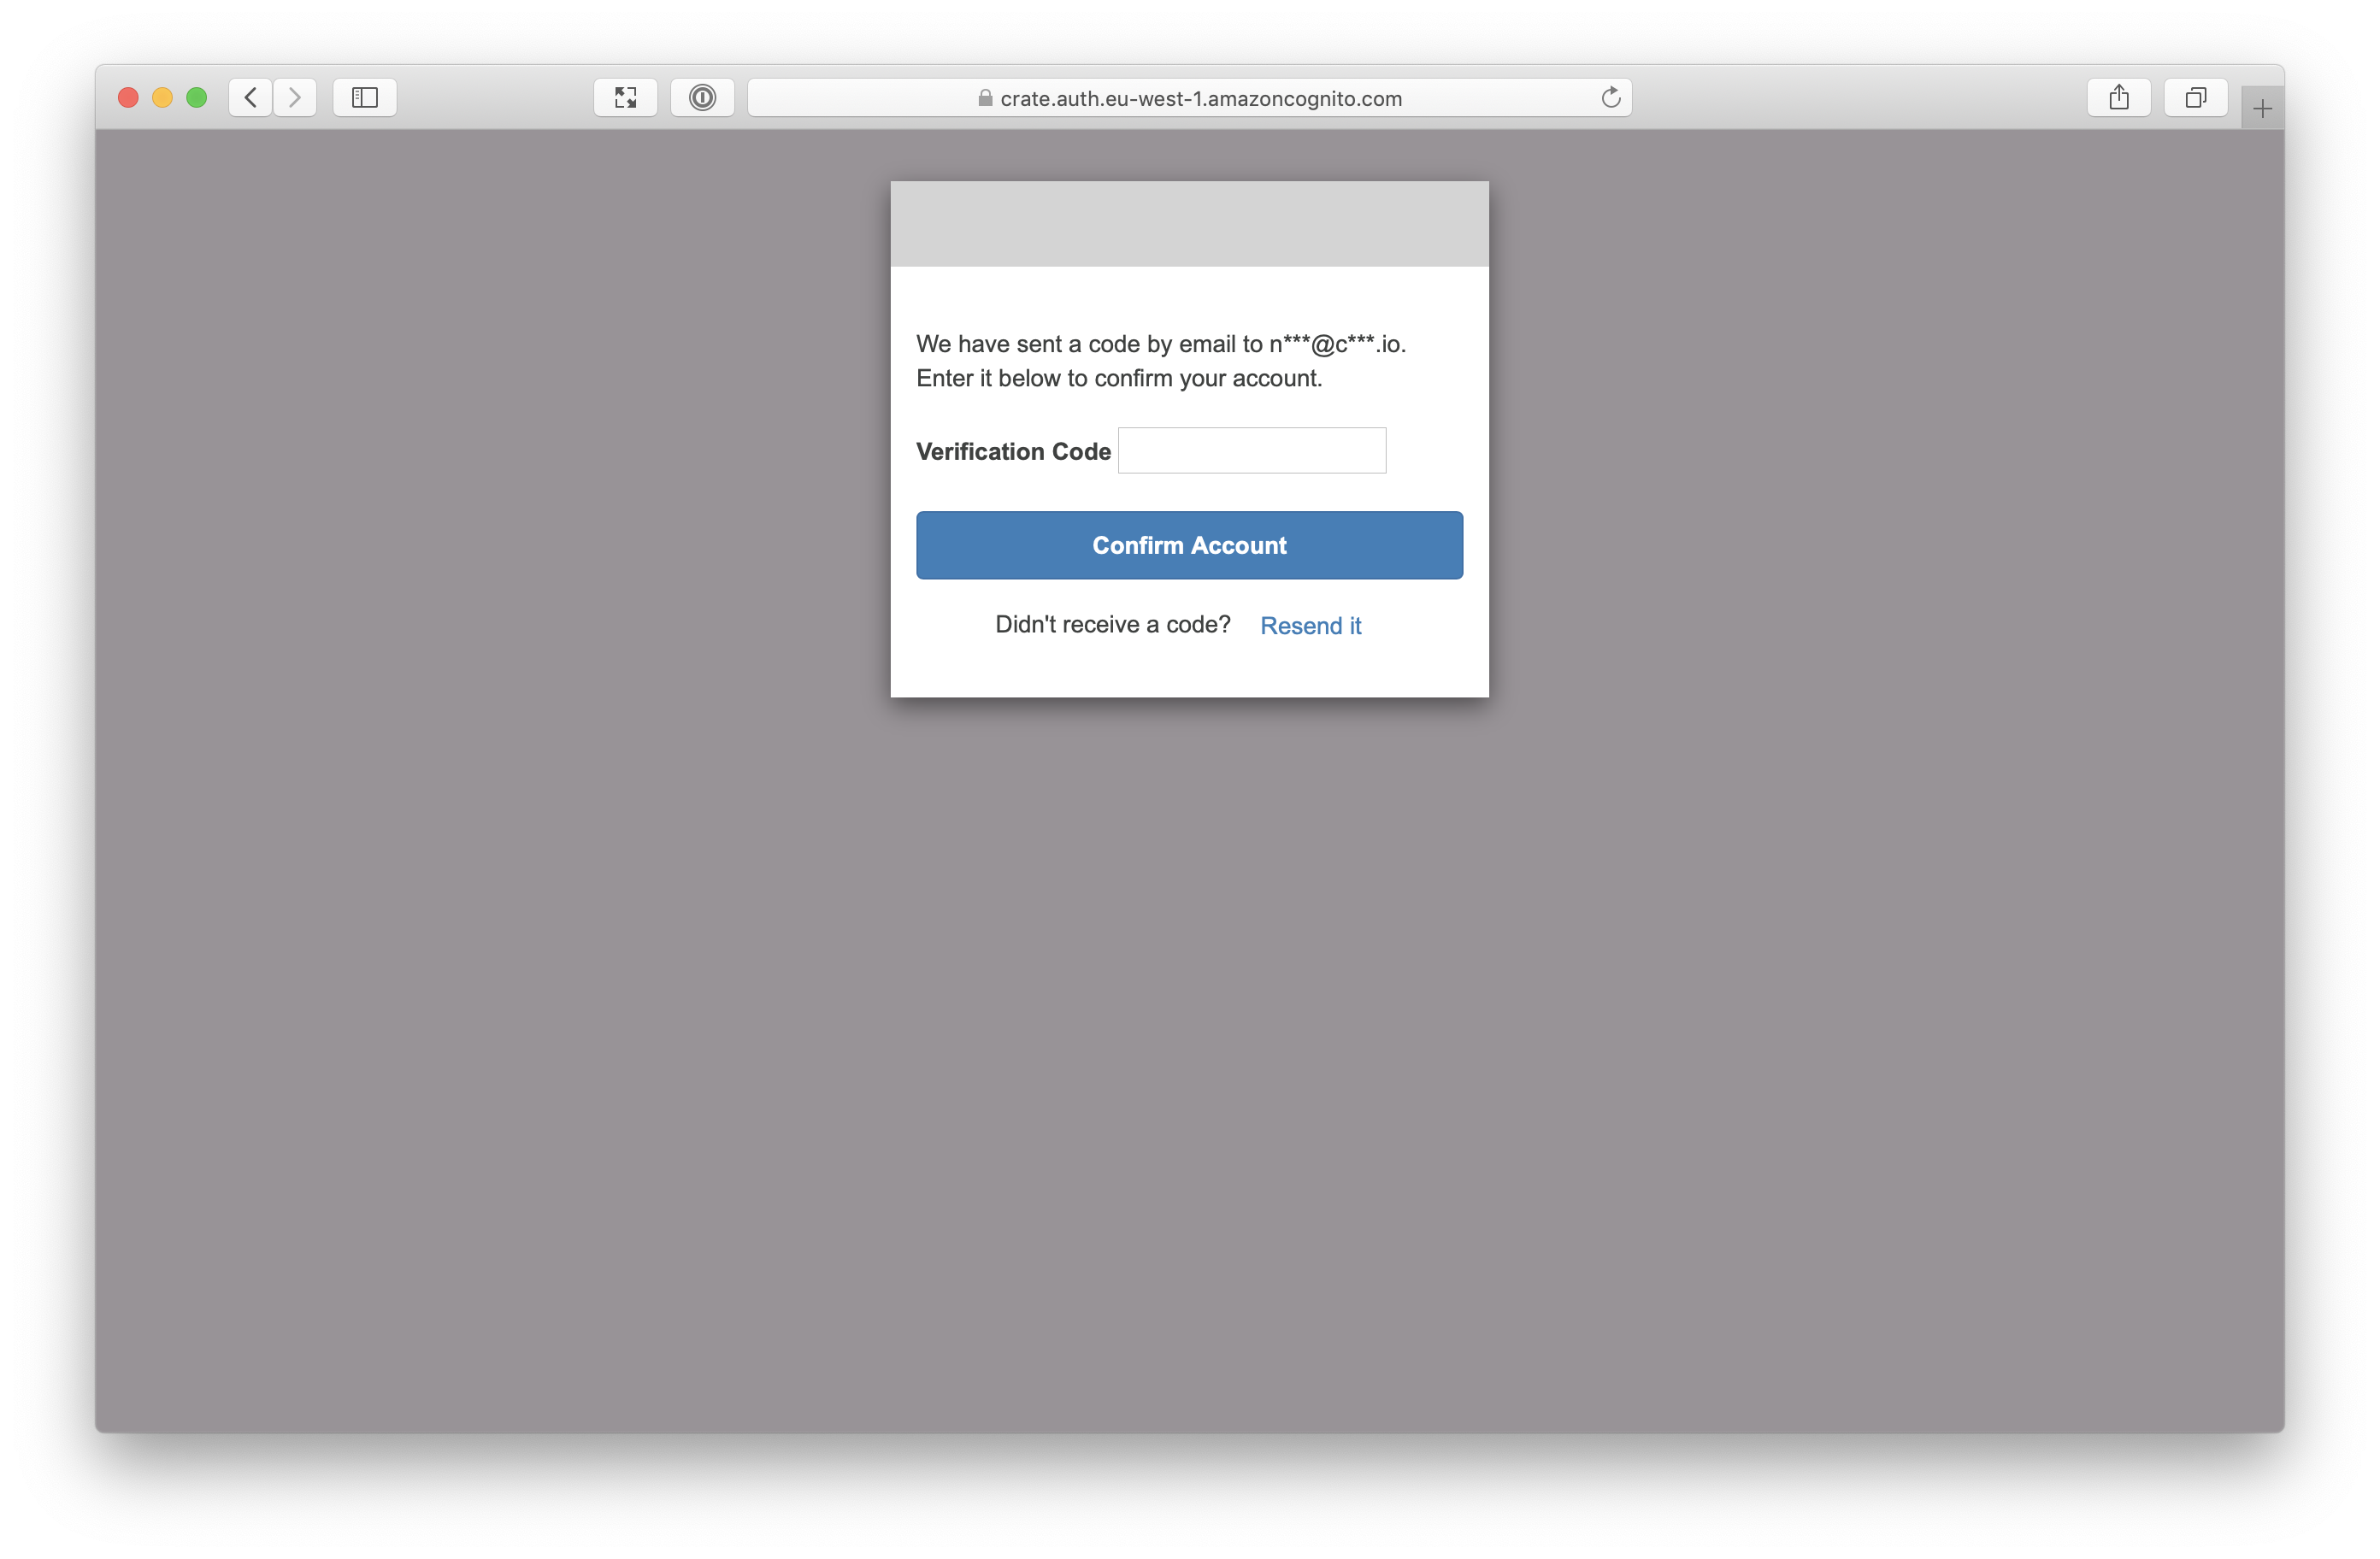 crate.auth.eu-west-1.amazoncognito.com
We have sent a code by email to n***@c***.io.
Enter it below to confirm your account.
Verification Code
Confirm Account
Didn't receive a code? Resend it